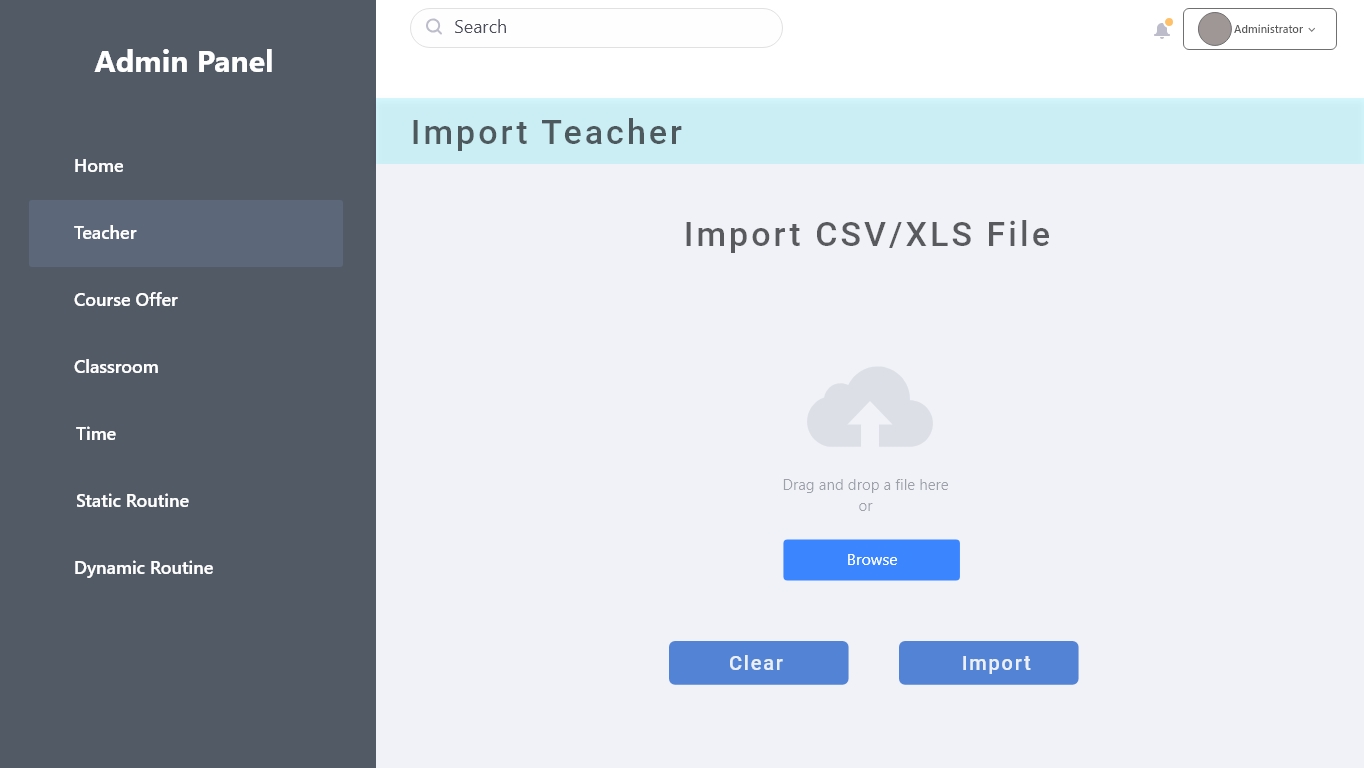 Admin Panel
Home
Teacher
Course Offer
Classroom
Time
Static Routine
Dynamic Routine
Search
Administrator
Import Teacher
Import CSV/XLS File
Drag and drop a file here
or
Browse
Clear
Import